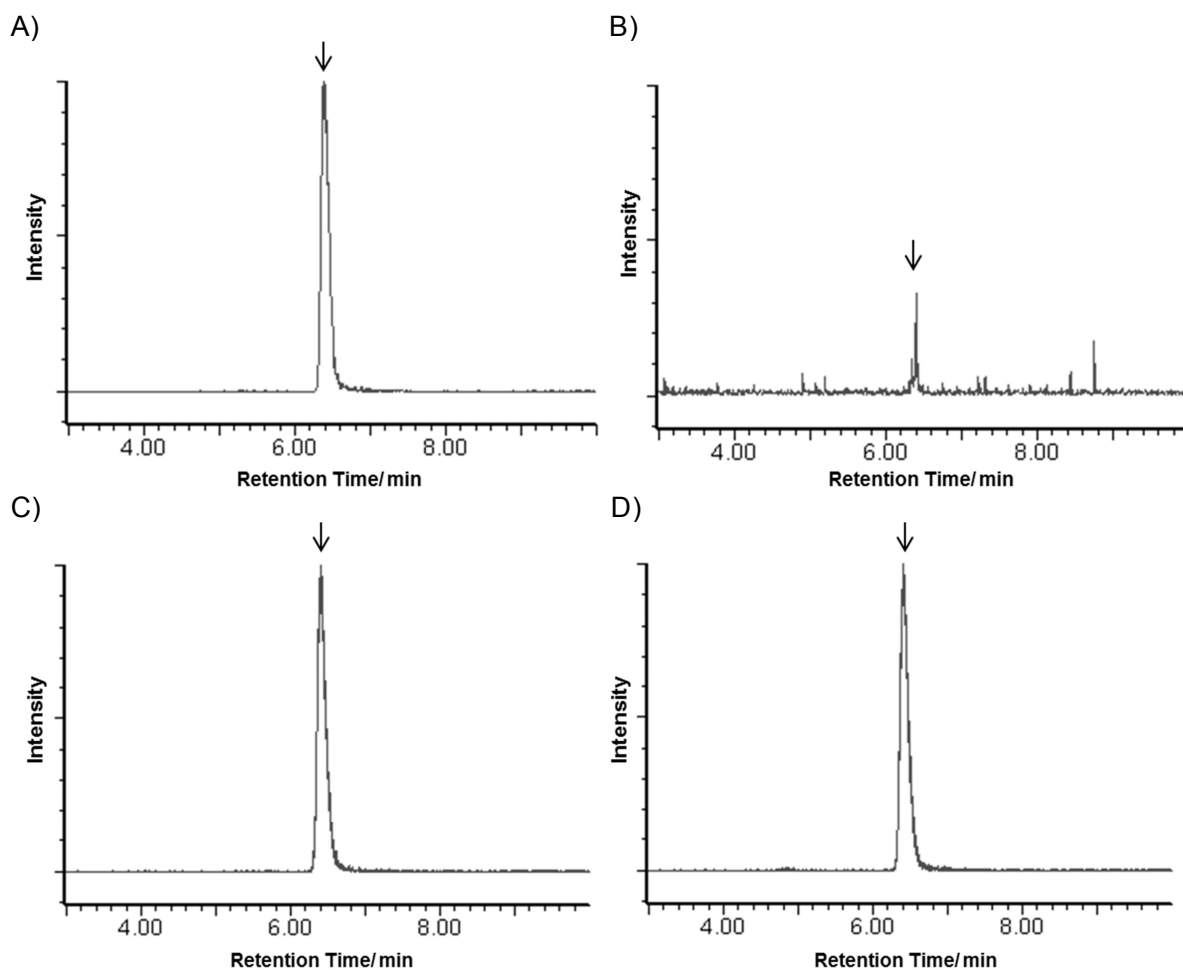 A)
B)
Intensity
Intensity
4.00 6.00 8.00
4.00 6.00 8.00
Retention Time/ min
Retention Time/ min
C)
D)
Intensity
Intensity
4.00 6.00 8.00
4.00 6.00 8.00
Retention Time/ min
Retention Time/ min